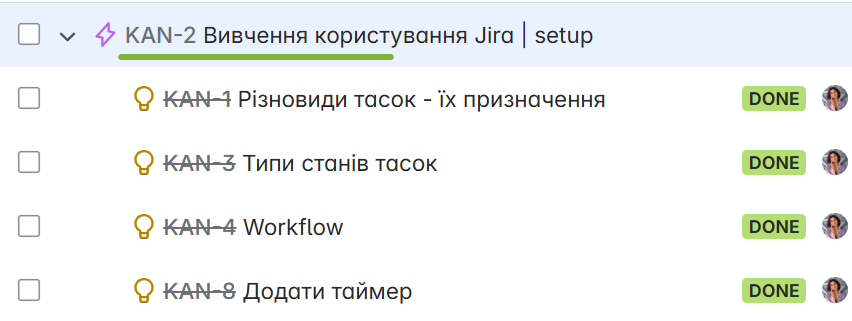 KAN-2 Вивчення користування Jira | setup
KAN-1 Різновиди тасок - їх призначення DONE
KAN-3 Типи станів тасок DONE
KAN-4 Workflow DONE
KAN-8 Додати таймер DONE